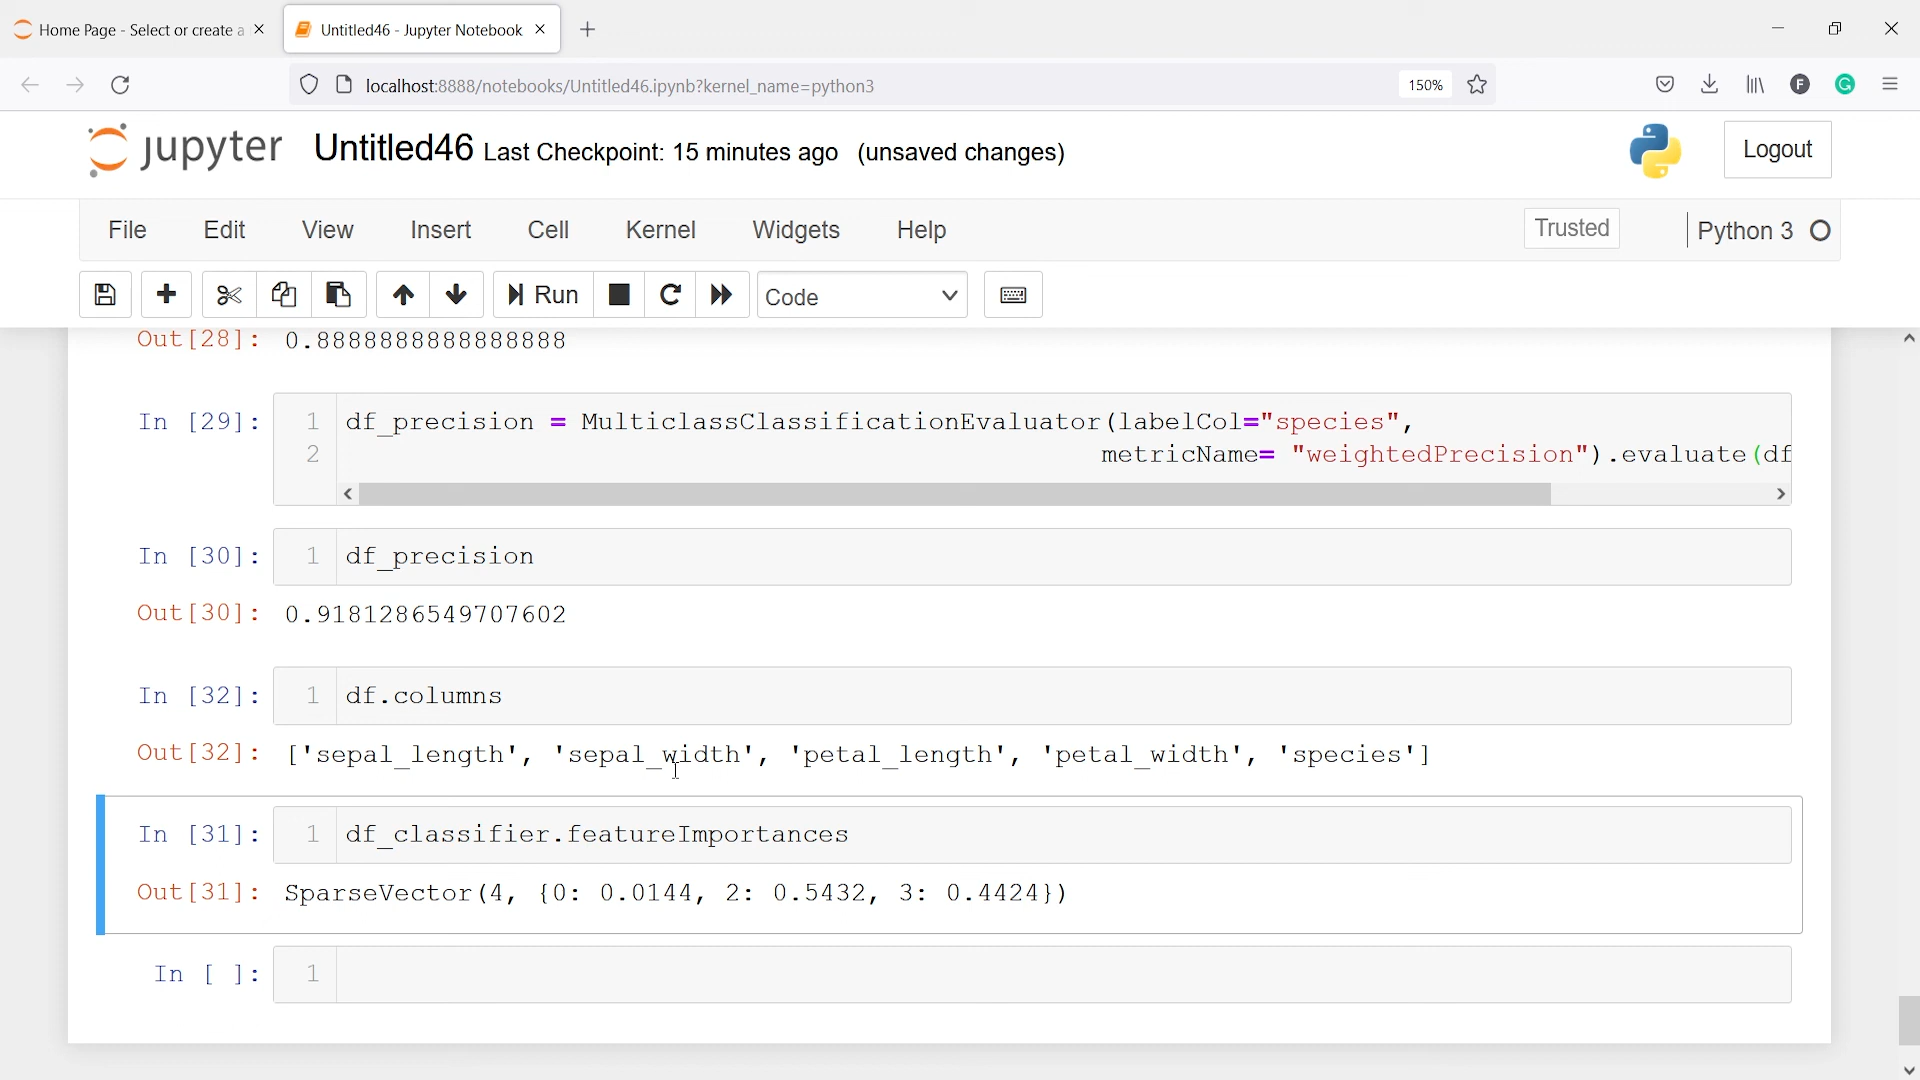 Home Page - Select or create a
Untitled46 - Jupyter Notebook
localhost:8888/notebooks/Untitled46.ipynb?kernel_name=python3
150%
F
G
jupyter Untitled46 Last Checkpoint: 15 minutes ago (unsaved changes)
Logout
File Edit View Insert Cell Kernel Widgets Help
Trusted
Python 3
Run
Code
Out[28]: 0.8888888888888888
In [29]: 1 df_precision = MulticlassClassificationEvaluator(labelCol="species",
2 metricName= "weightedPrecision").evaluate(df
In [30]: 1 df_precision
Out[30]: 0.9181286549707602
In [32]: 1 df.columns
Out[32]: ['sepal_length', 'sepal_width', 'petal_length', 'petal_width', 'species']
In [31]: 1 df_classifier.featureImportances
Out[31]: SparseVector(4, {0: 0.0144, 2: 0.5432, 3: 0.4424})
In [ ]: 1